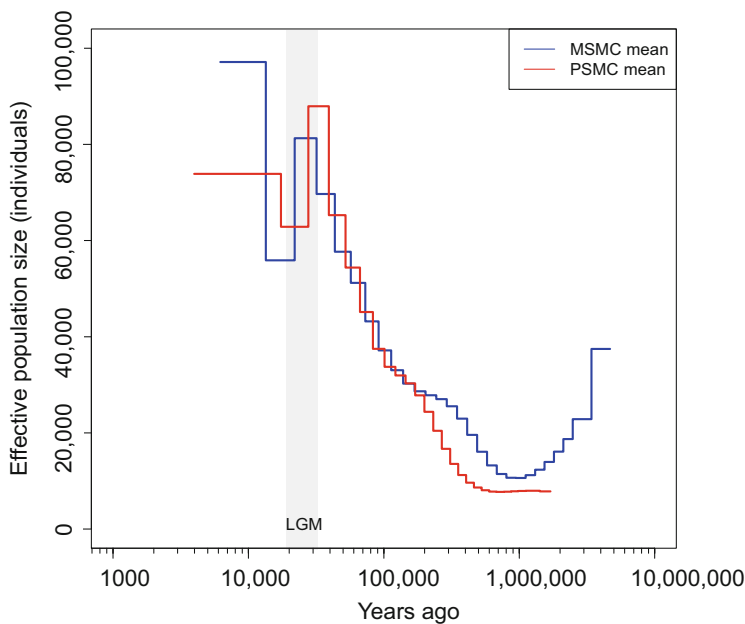 MSMC mean
PSMC mean
Effective population size (individuals)
100,000
80,000
60,000
40,000
20,000
0
LGM
1000 10,000 100,000 1,000,000 10,000,000
Years ago